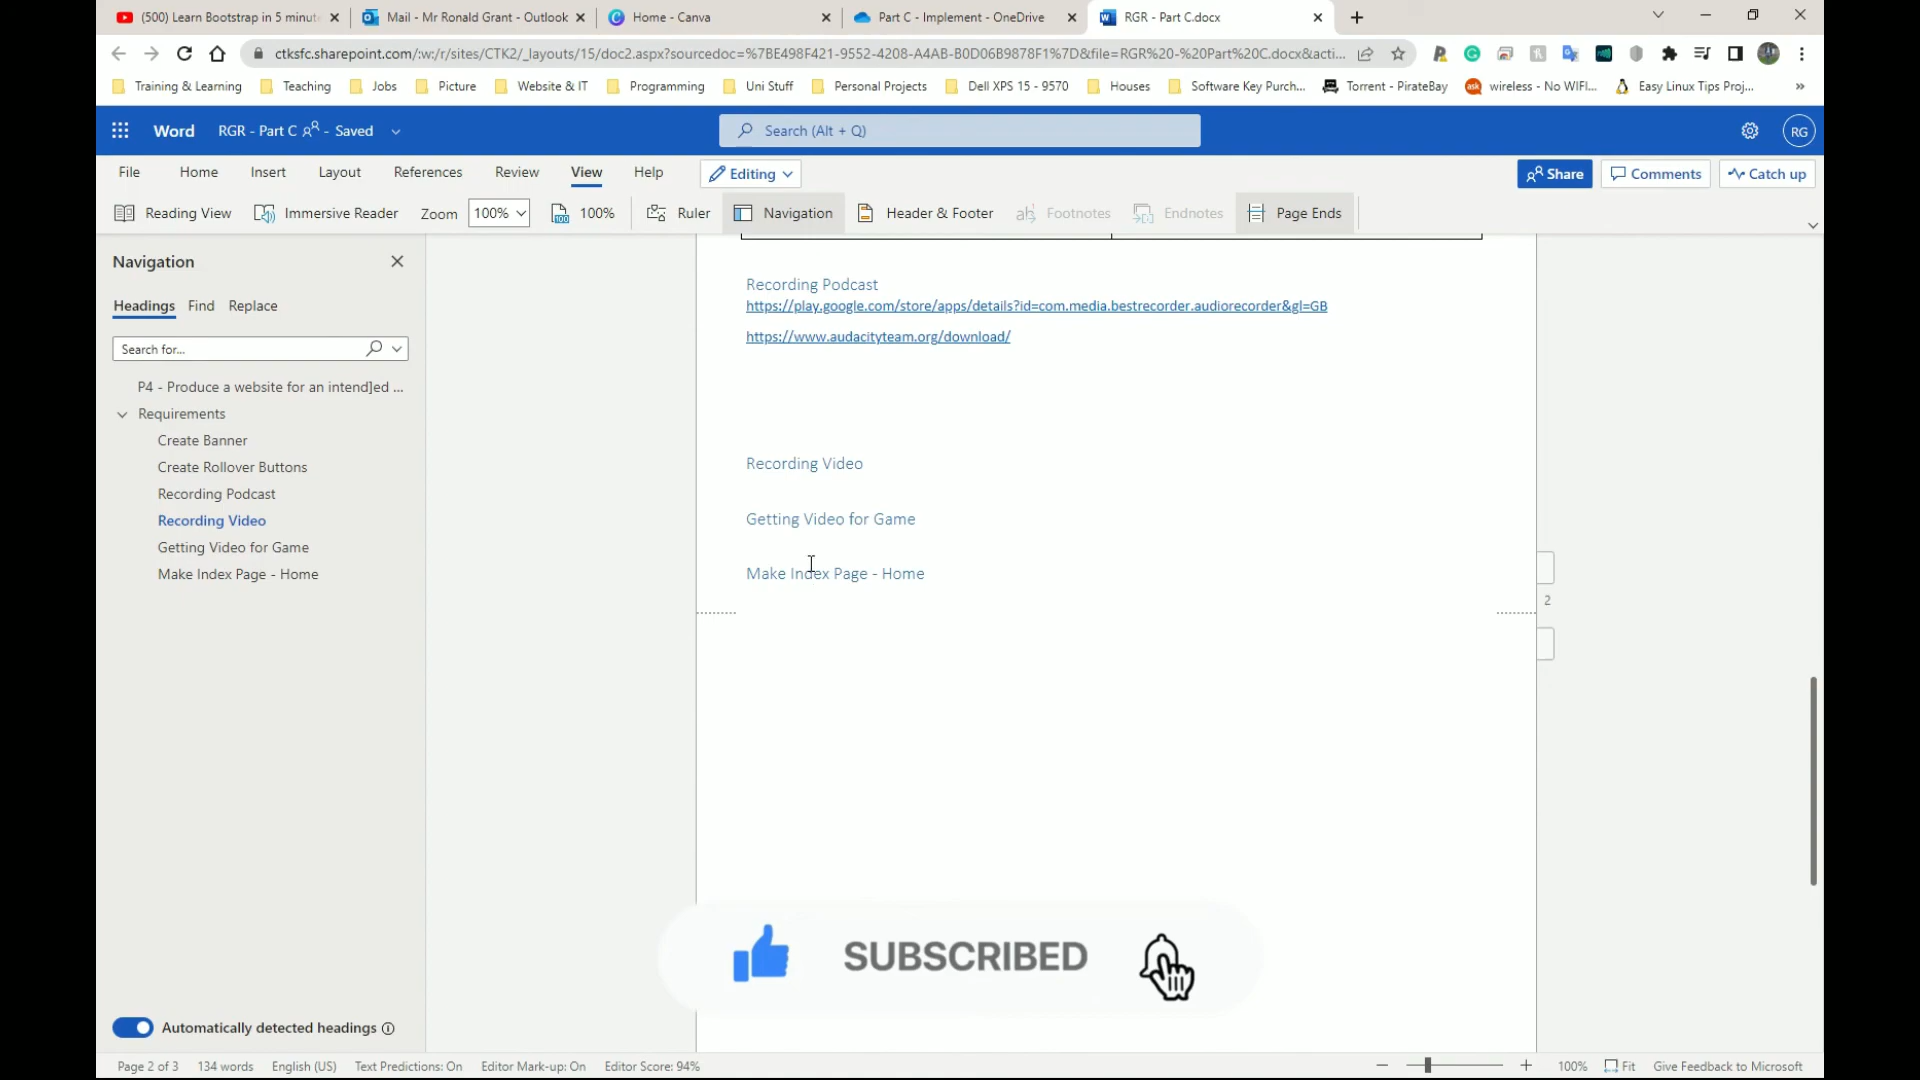 (500) Learn Bootstrap in 5 minut
Mail - Mr Ronald Grant - Outlook
Home - Canva
Part C - Implement - OneDrive
RGR - Part C.docx
ctksfc.sharepoint.com/:w:/r/sites/CTK2/_layouts/15/doc2.aspx?sourcedoc=%7BE498F421-9552-4208-A4AB-B0D06B9878F1%7D&file=RGR%20-%20Part%20C.docx&acti...
Training & Learning
Teaching
Jobs
Picture
Website & IT
Programming
Uni Stuff
Personal Projects
Dell XPS 15 - 9570
Houses
Software Key Purch...
Torrent - PirateBay
ask
wireless - No WIFI...
Easy Linux Tips Proj...
»
Word
RGR - Part C - Saved
Search (Alt + Q)
RG
File
Home
Insert
Layout
References
Review
View
Help
Editing
Share
Comments
Catch up
Reading View
Immersive Reader
Zoom
100%
100%
Ruler
Navigation
Header & Footer
Footnotes
Endnotes
Page Ends
Navigation
Headings
Find
Replace
Search for...
P4 - Produce a website for an intend]ed ...
Requirements
Create Banner
Create Rollover Buttons
Recording Podcast
Recording Video
Getting Video for Game
Make Index Page - Home
Recording Podcast
https://play.google.com/store/apps/details?id=com.media.bestrecorder.audiorecorder&gl=GB
https://www.audacityteam.org/download/
Recording Video
Getting Video for Game
Make Index Page - Home
2
SUBSCRIBED
Automatically detected headings
Page 2 of 3
134 words
English (US)
Text Predictions: On
Editor Mark-up: On
Editor Score: 94%
100%
Fit
Give Feedback to Microsoft